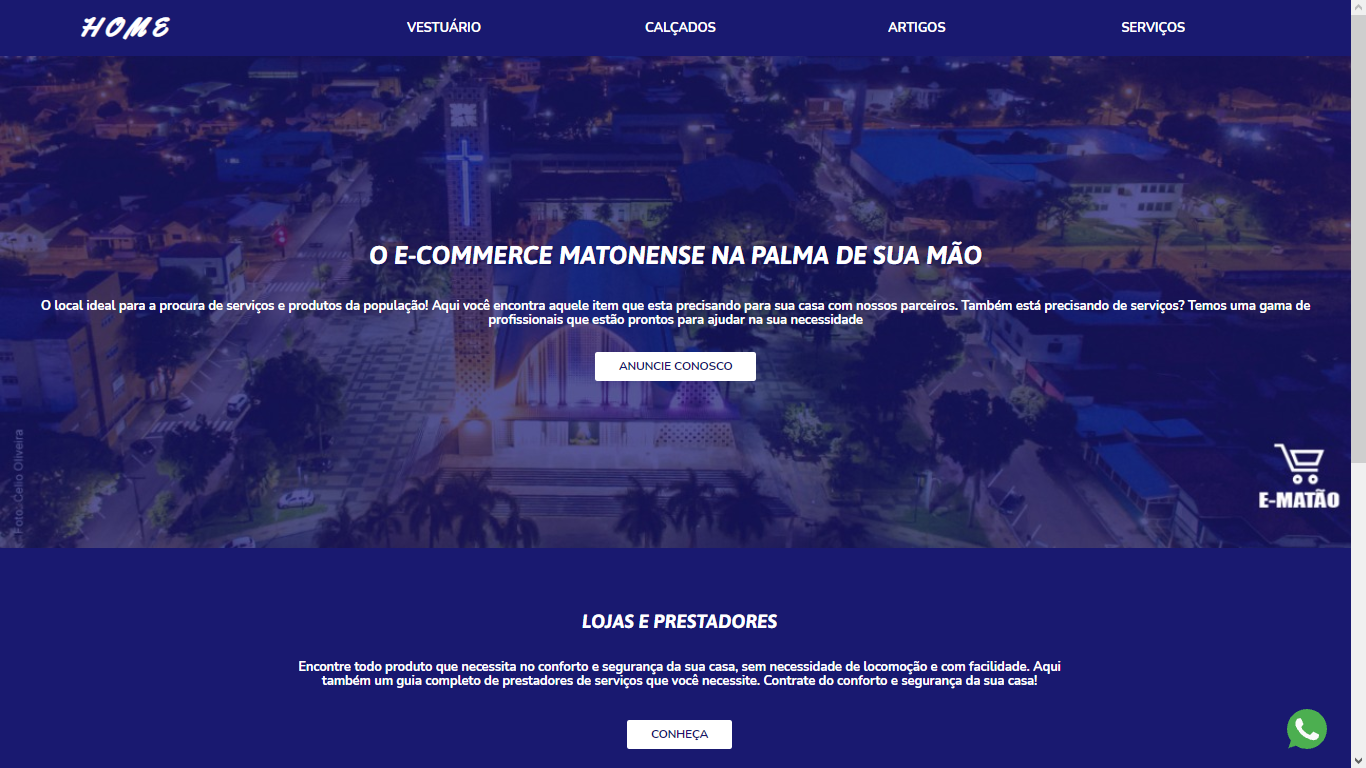 HOME
VESTUÁRIO
CALÇADOS
ARTIGOS
SERVIÇOS
O E-COMMERCE MATONENSE NA PALMA DE SUA MÃO
O local ideal para a procura de serviços e produtos da população! Aqui você encontra aquele item que esta precisando para sua casa com nossos parceiros. Também está precisando de serviços? Temos uma gama de
profissionais que estão prontos para ajudar na sua necessidade
ANUNCIE CONOSCO
Foto: Celio Oliveira
E-MATÃO
LOJAS E PRESTADORES
Encontre todo produto que necessita no conforto e segurança da sua casa, sem necessidade de locomoção e com facilidade. Aqui
também um guia completo de prestadores de serviços que você necessite. Contrate do conforto e segurança da sua casa!
CONHEÇA